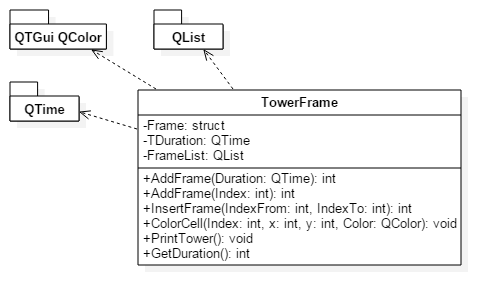 QTGui QColor
QList
QTime
TowerFrame
-Frame: struct
-TDuration: QTime
-FrameList: QList
+AddFrame(Duration: QTime): int
+AddFrame(Index: int): int
+InsertFrame(IndexFrom: int, IndexTo: int): int
+ColorCell(Index: int, x: int, y: int, Color: QColor): void
+PrintTower(): void
+GetDuration(): int